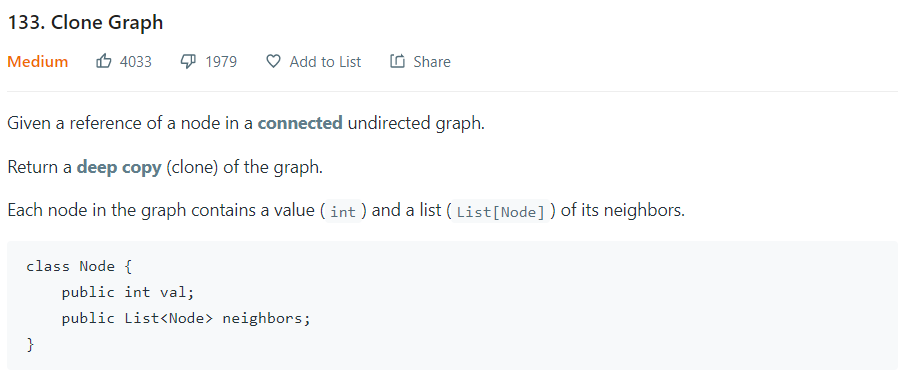 133. Clone Graph
Medium 4033 1979 Add to List Share
Given a reference of a node in a connected undirected graph.
Return a deep copy (clone) of the graph.
Each node in the graph contains a value ( int ) and a list ( List[Node] ) of its neighbors.
class Node {
    public int val;
    public List<Node> neighbors;
}